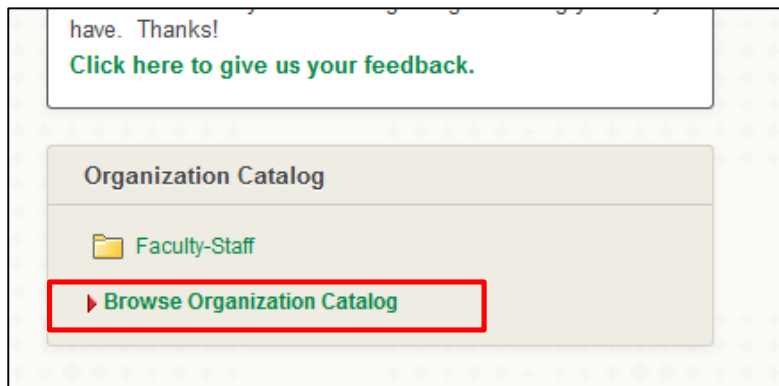 have.  Thanks!
Click here to give us your feedback.
Organization Catalog
Faculty-Staff
Browse Organization Catalog